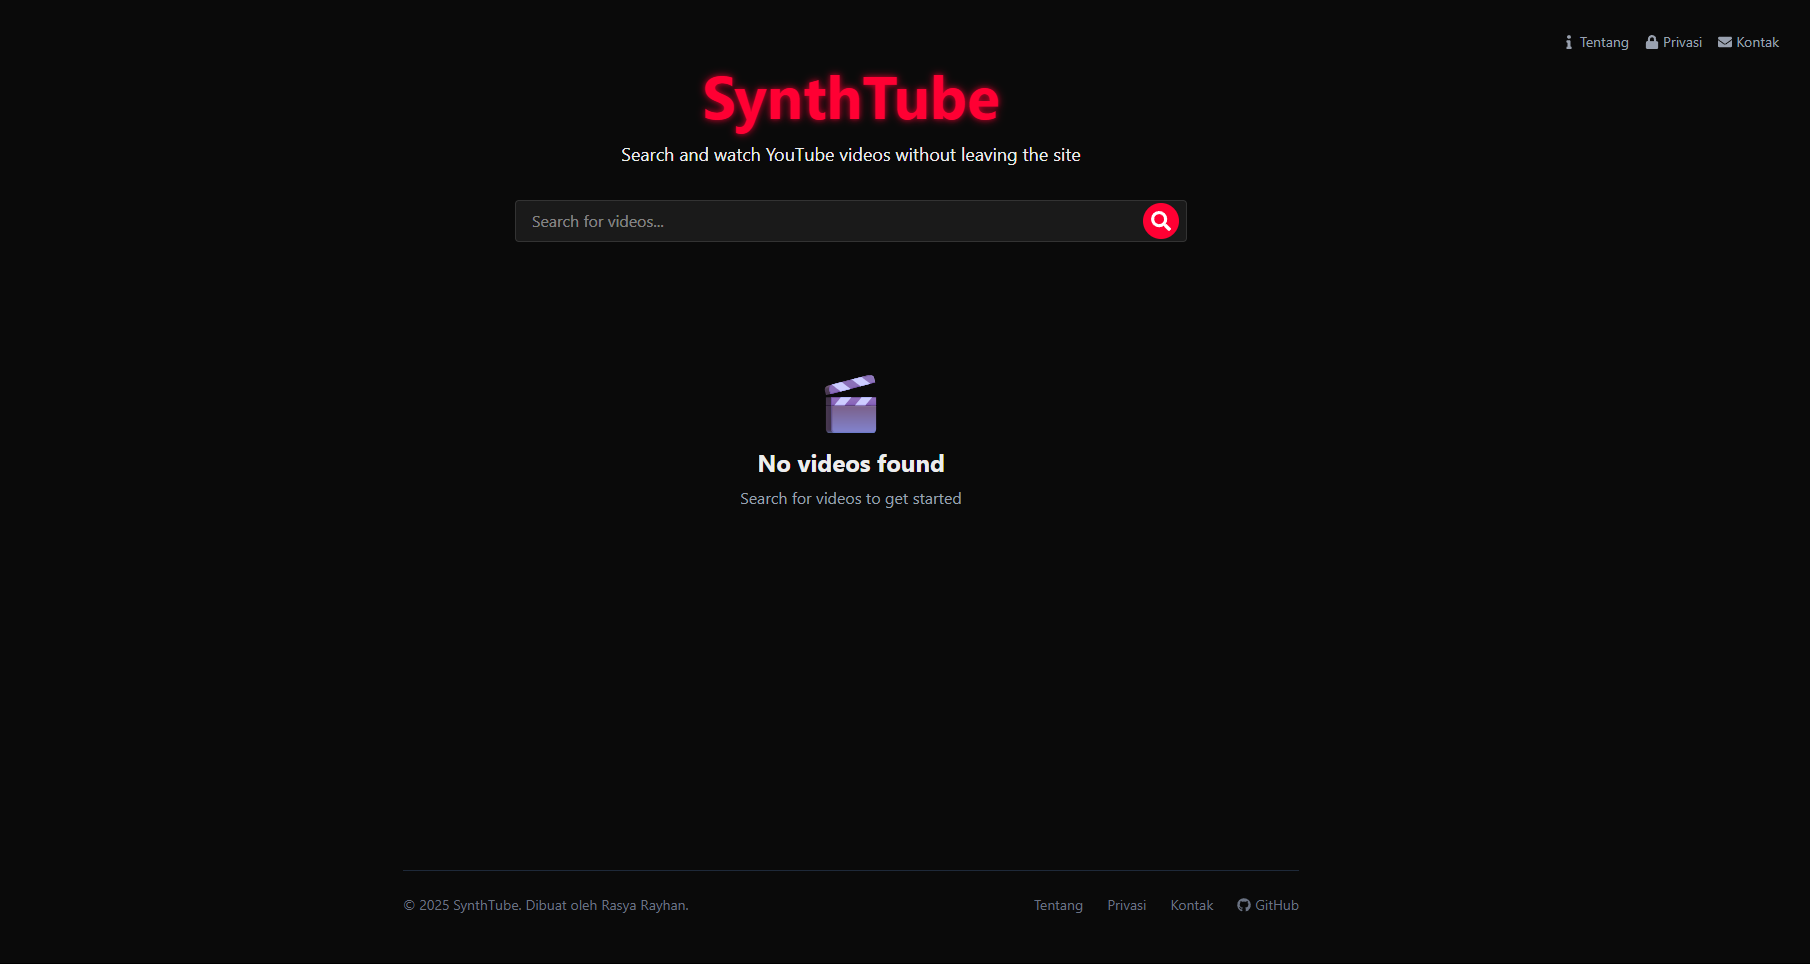 Tentang Privasi Kontak
SynthTube
Search and watch YouTube videos without leaving the site
Search for videos...
No videos found
Search for videos to get started
© 2025 SynthTube. Dibuat oleh Rasya Rayhan. Tentang Privasi Kontak GitHub